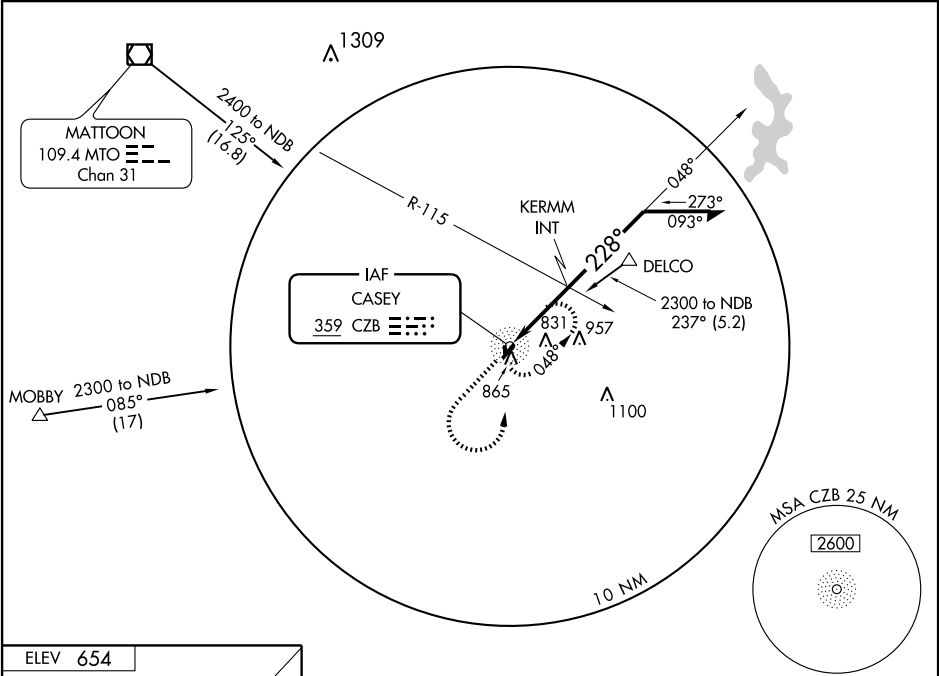 1309
2400 to NDB
125°
(16.8)
MATTOON
109.4 MTO
Chan 31
R-115
048°
273°
093°
KERMM
INT
228°
DELCO
2300 to NDB
237° (5.2)
IAF
CASEY
359 CZB
831
957
048°
865
1100
MOBBY
2300 to NDB
085°
(17)
10 NM
MSA CZB 25 NM
2600
ELEV 654